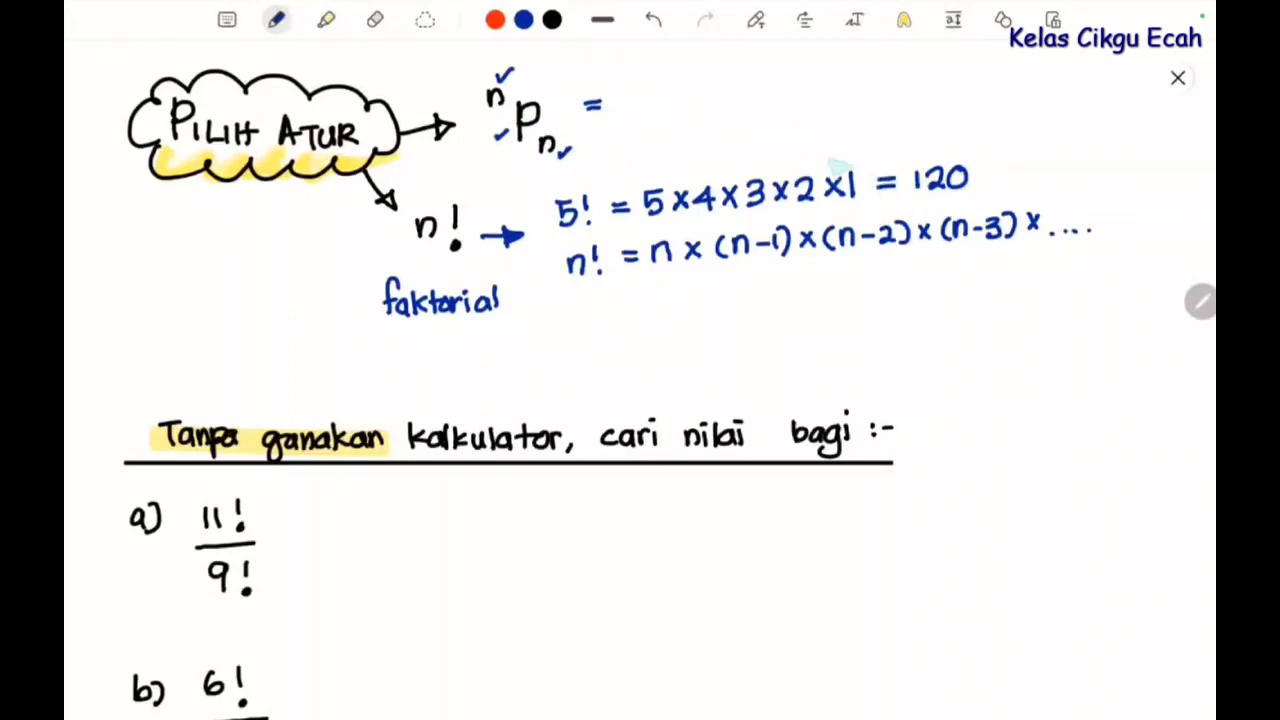 Kelas Cikgu Ecah
PILIH ATUR
nPn =
n!
faktorial
5! = 5 x 4 x 3 x 2 x 1 = 120
n! = n x (n-1) x (n-2) x (n-3) x ....
Tanpa gunakan kalkulator, cari nilai bagi :-
a) 11!
9!
b) 6!